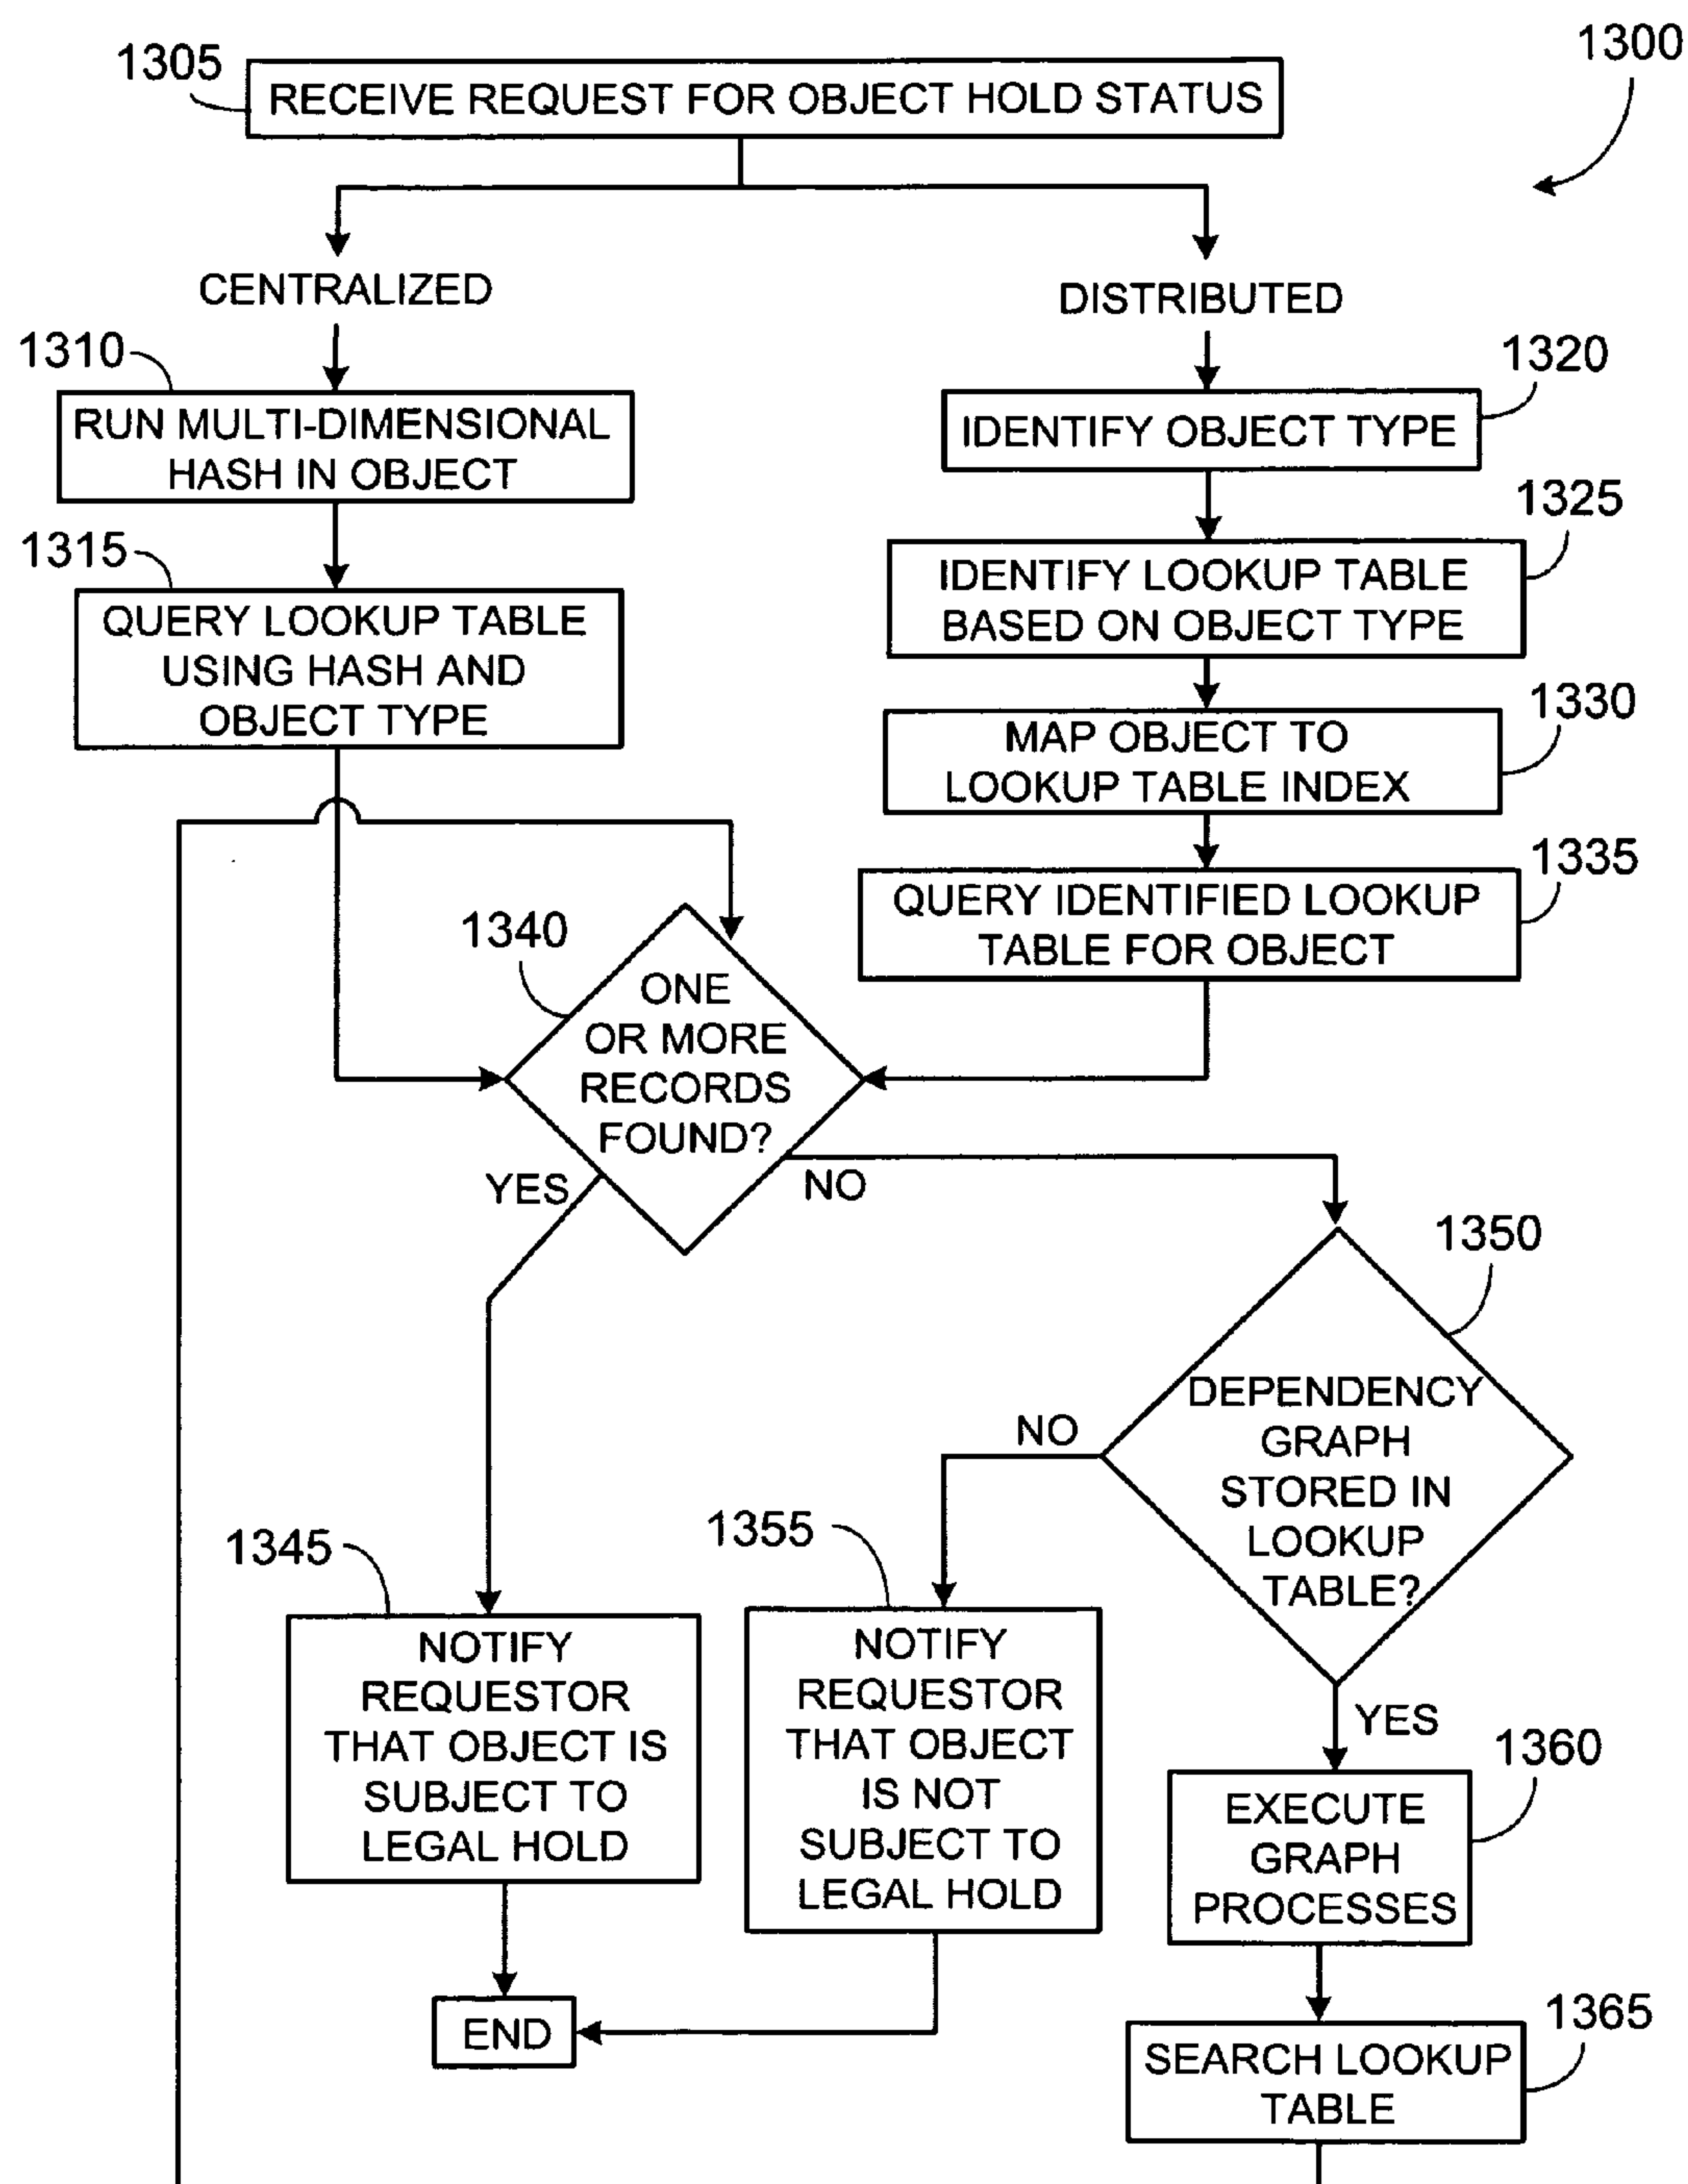 1300
1305
RECEIVE REQUEST FOR OBJECT HOLD STATUS
CENTRALIZED
DISTRIBUTED
1310
RUN MULTI-DIMENSIONAL
HASH IN OBJECT
1315
QUERY LOOKUP TABLE
USING HASH AND
OBJECT TYPE
1320
IDENTIFY OBJECT TYPE
1325
IDENTIFY LOOKUP TABLE
BASED ON OBJECT TYPE
1330
MAP OBJECT TO
LOOKUP TABLE INDEX
1335
QUERY IDENTIFIED LOOKUP
TABLE FOR OBJECT
1340
ONE
OR MORE
RECORDS
FOUND?
YES
NO
1350
DEPENDENCY
GRAPH
STORED IN
LOOKUP
TABLE?
NO
YES
1345
NOTIFY
REQUESTOR
THAT OBJECT IS
SUBJECT TO
LEGAL HOLD
1355
NOTIFY
REQUESTOR
THAT OBJECT
IS NOT
SUBJECT TO
LEGAL HOLD
1360
EXECUTE
GRAPH
PROCESSES
END
1365
SEARCH LOOKUP
TABLE